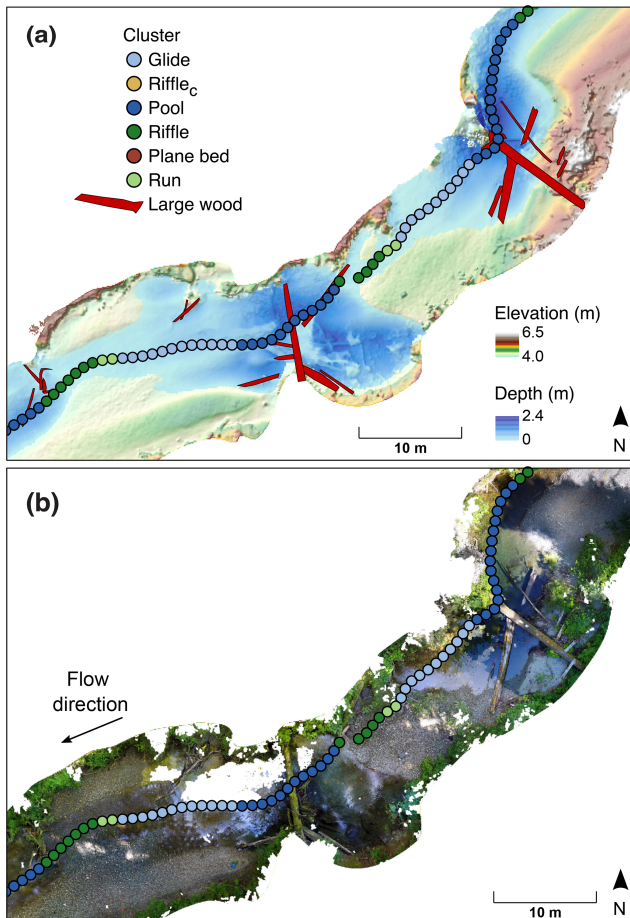 (a)
Cluster
Glide
Riffle_c
Pool
Riffle
Plane bed
Run
Large wood
Elevation (m)
6.5
4.0
Depth (m)
2.4
0
10 m
N
(b)
Flow
direction
10 m
N